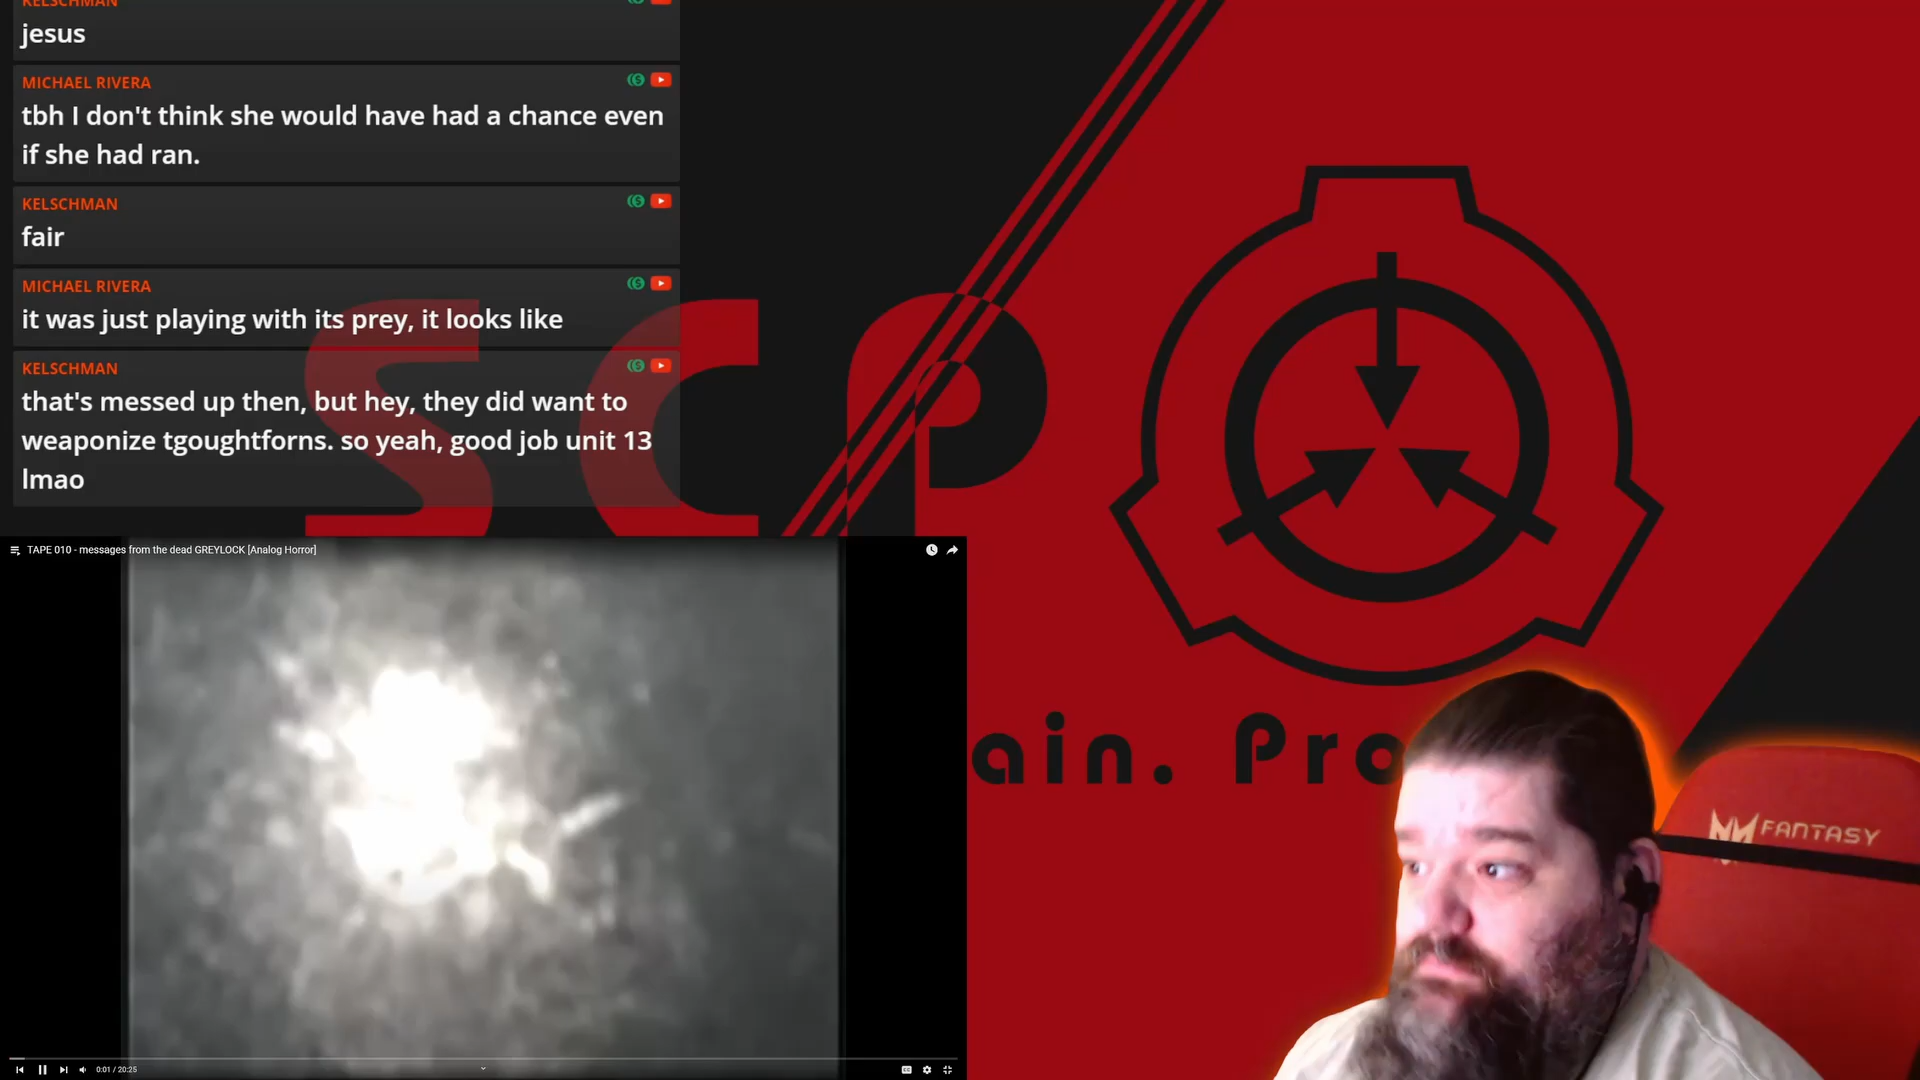 KELSCHMAN
jesus
MICHAEL RIVERA
tbh I don't think she would have had a chance even
if she had ran.
KELSCHMAN
fair
MICHAEL RIVERA
it was just playing with its prey, it looks like
KELSCHMAN
that's messed up then, but hey, they did want to
weaponize tgoughtforns. so yeah, good job unit 13
lmao
SCP
TAPE 010 - messages from the dead GREYLOCK [Analog Horror]
ain. Pro
FANTASY
0:01 / 20:25